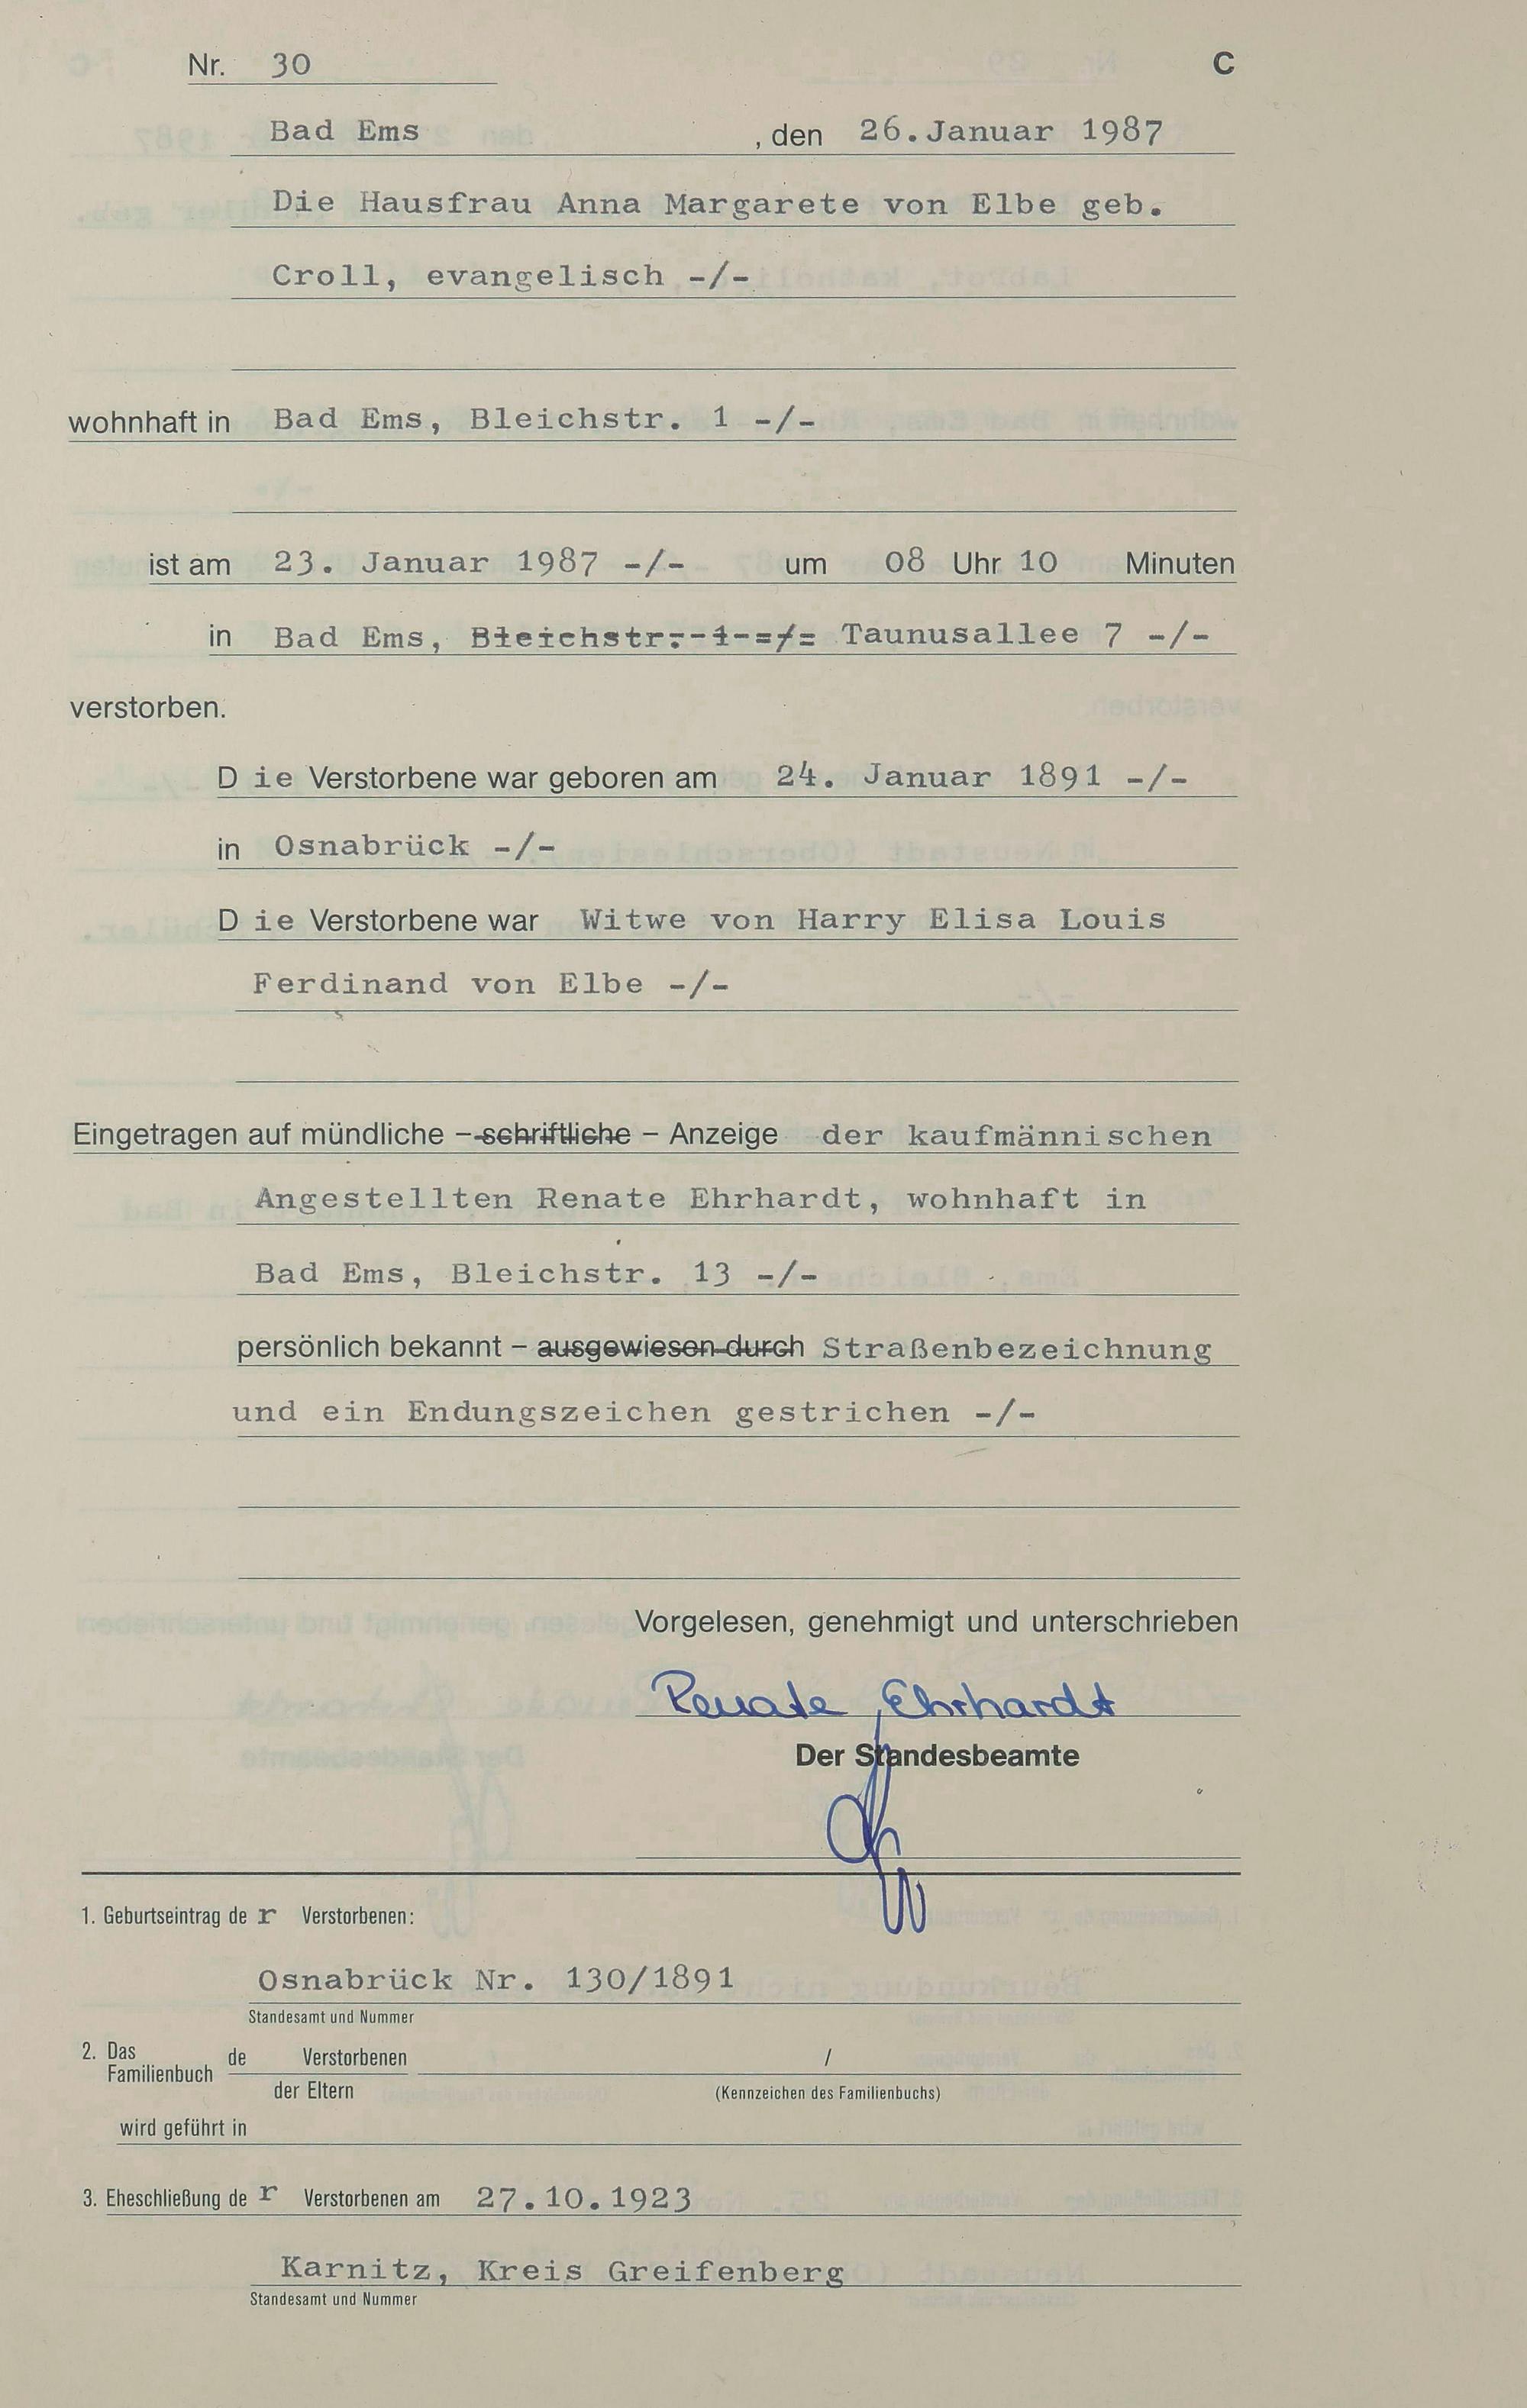 Nr. 30 C
Bad Ems , den 26.Januar 1987
Die Hausfrau Anna Margarete von Elbe geb.
Croll, evangelisch -/-
wohnhaft in Bad Ems, Bleichstr. 1 -/-
ist am 23. Januar 1987 -/- um 08 Uhr 10 Minuten
in Bad Ems, Bleichstr. 1 -/- Taunusallee 7 -/-
verstorben.
D ie Verstorbene war geboren am 24. Januar 1891 -/-
in Osnabrück -/-
D ie Verstorbene war Witwe von Harry Elisa Louis
Ferdinand von Elbe -/-
Eingetragen auf mündliche – schriftliche – Anzeige der kaufmännischen
Angestellten Renate Ehrhardt, wohnhaft in
Bad Ems, Bleichstr. 13 -/-
persönlich bekannt – ausgewiesen durch Straßenbezeichnung
und ein Endungszeichen gestrichen -/-
Vorgelesen, genehmigt und unterschrieben
Renate Ehrhardt
Der Standesbeamte
1. Geburtseintrag de r Verstorbenen:
Osnabrück Nr. 130/1891
Standesamt und Nummer
2. Das Familienbuch de Verstorbenen /
der Eltern (Kennzeichen des Familienbuchs)
wird geführt in
3. Eheschließung de r Verstorbenen am 27.10.1923
Karnitz, Kreis Greifenberg
Standesamt und Nummer